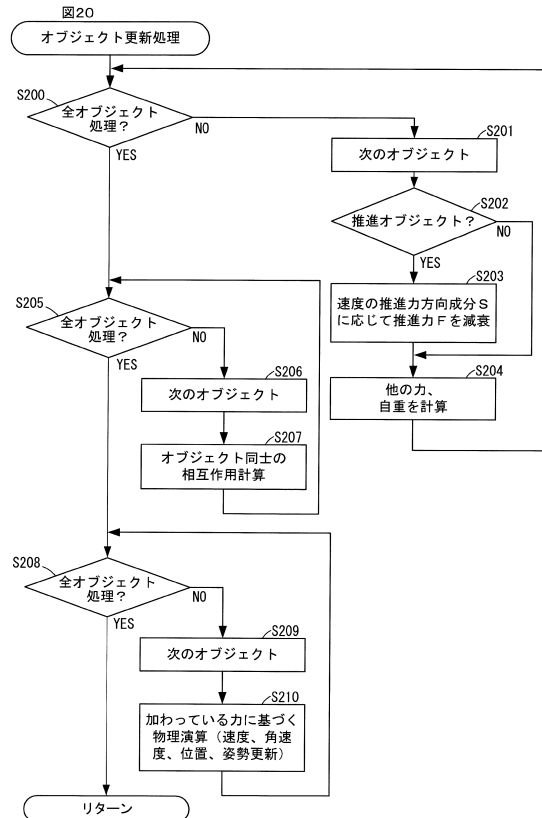 図20
オブジェクト更新処理
S200
全オブジェクト
処理？
NO
YES
S201
次のオブジェクト
S202
推進オブジェクト？
NO
YES
S203
速度の推進力方向成分S
に応じて推進力Fを減衰
S204
他の力、
自重を計算
S205
全オブジェクト
処理？
NO
YES
S206
次のオブジェクト
S207
オブジェクト同士の
相互作用計算
S208
全オブジェクト
処理？
NO
YES
S209
次のオブジェクト
S210
加わっている力に基づく
物理演算（速度、角速
度、位置、姿勢更新）
リターン